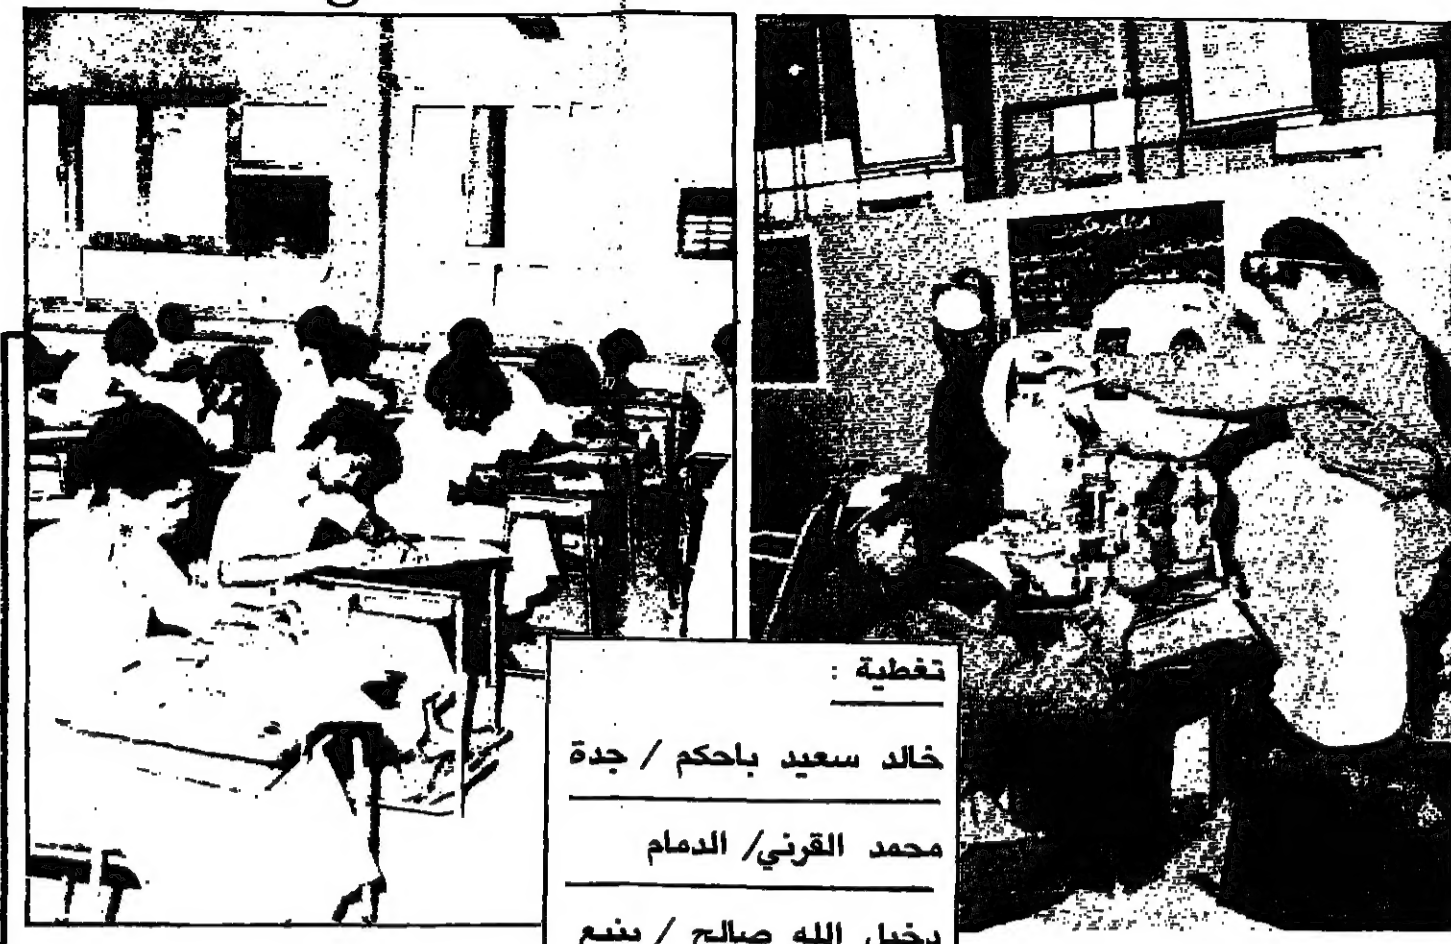 تغطية :
خالد سعيد باحكم / جدة
محمد القرني/ الدمام
دخيل الله صالح / ينبع